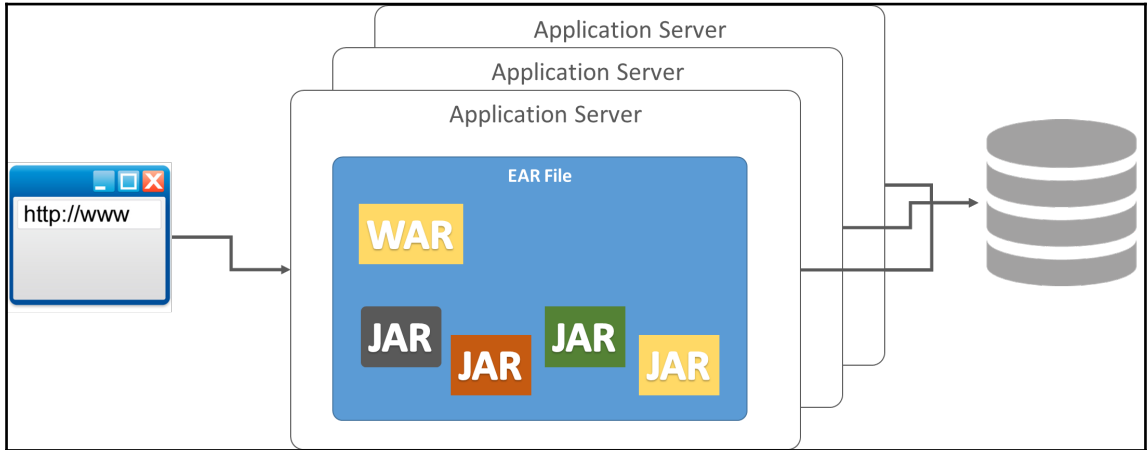 Application Server
Application Server
Application Server
EAR File
http://www
WAR
JAR
JAR
JAR
JAR